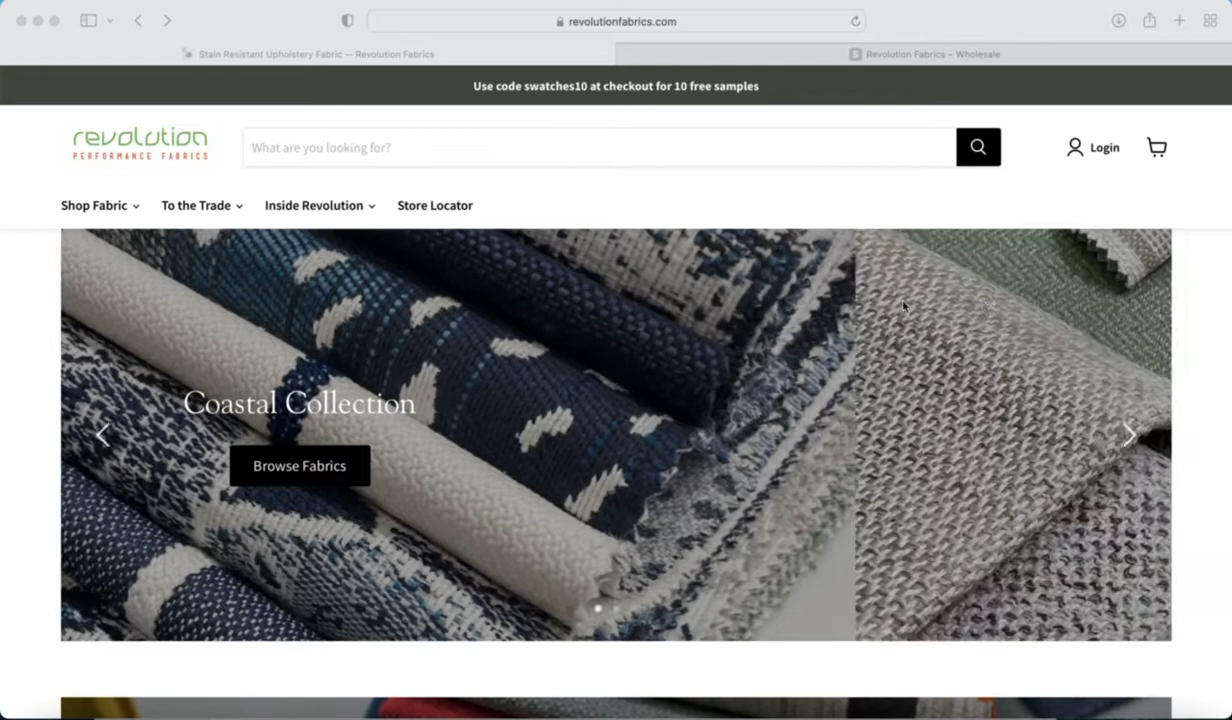 revolutionfabrics.com
Stain Resistant Upholstery Fabric — Revolution Fabrics
S Revolution Fabrics – Wholesale
Use code swatches10 at checkout for 10 free samples
revolution
PERFORMANCE FABRICS
What are you looking for?
Login
Shop Fabric
To the Trade
Inside Revolution
Store Locator
Coastal Collection
Browse Fabrics